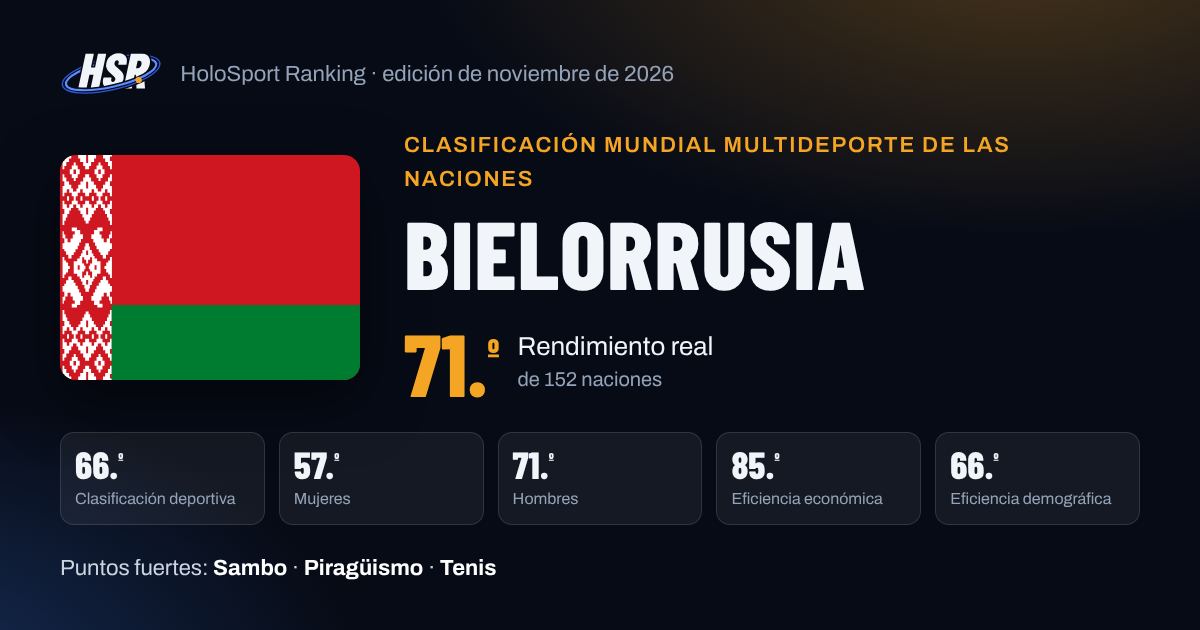 HSR
HoloSport Ranking · edición de noviembre de 2026
CLASIFICACIÓN MUNDIAL MULTIDEPORTE DE LAS
NACIONES
BIELORRUSIA
71.º
Rendimiento real
de 152 naciones
66.º
Clasificación deportiva
57.º
Mujeres
71.º
Hombres
85.º
Eficiencia económica
66.º
Eficiencia demográfica
Puntos fuertes: Sambo · Piragüismo · Tenis